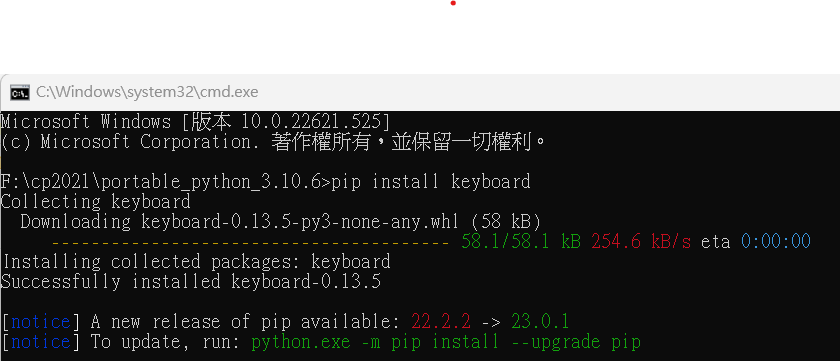 C:\Windows\system32\cmd.exe
Microsoft Windows [版本 10.0.22621.525]
(c) Microsoft Corporation. 著作權所有，並保留一切權利。
F:\cp2021\portable_python_3.10.6>pip install keyboard
Collecting keyboard
  Downloading keyboard-0.13.5-py3-none-any.whl (58 kB)
     ---------------------------------------- 58.1/58.1 kB 254.6 kB/s eta 0:00:00
Installing collected packages: keyboard
Successfully installed keyboard-0.13.5
[notice] A new release of pip available: 22.2.2 -> 23.0.1
[notice] To update, run: python.exe -m pip install --upgrade pip